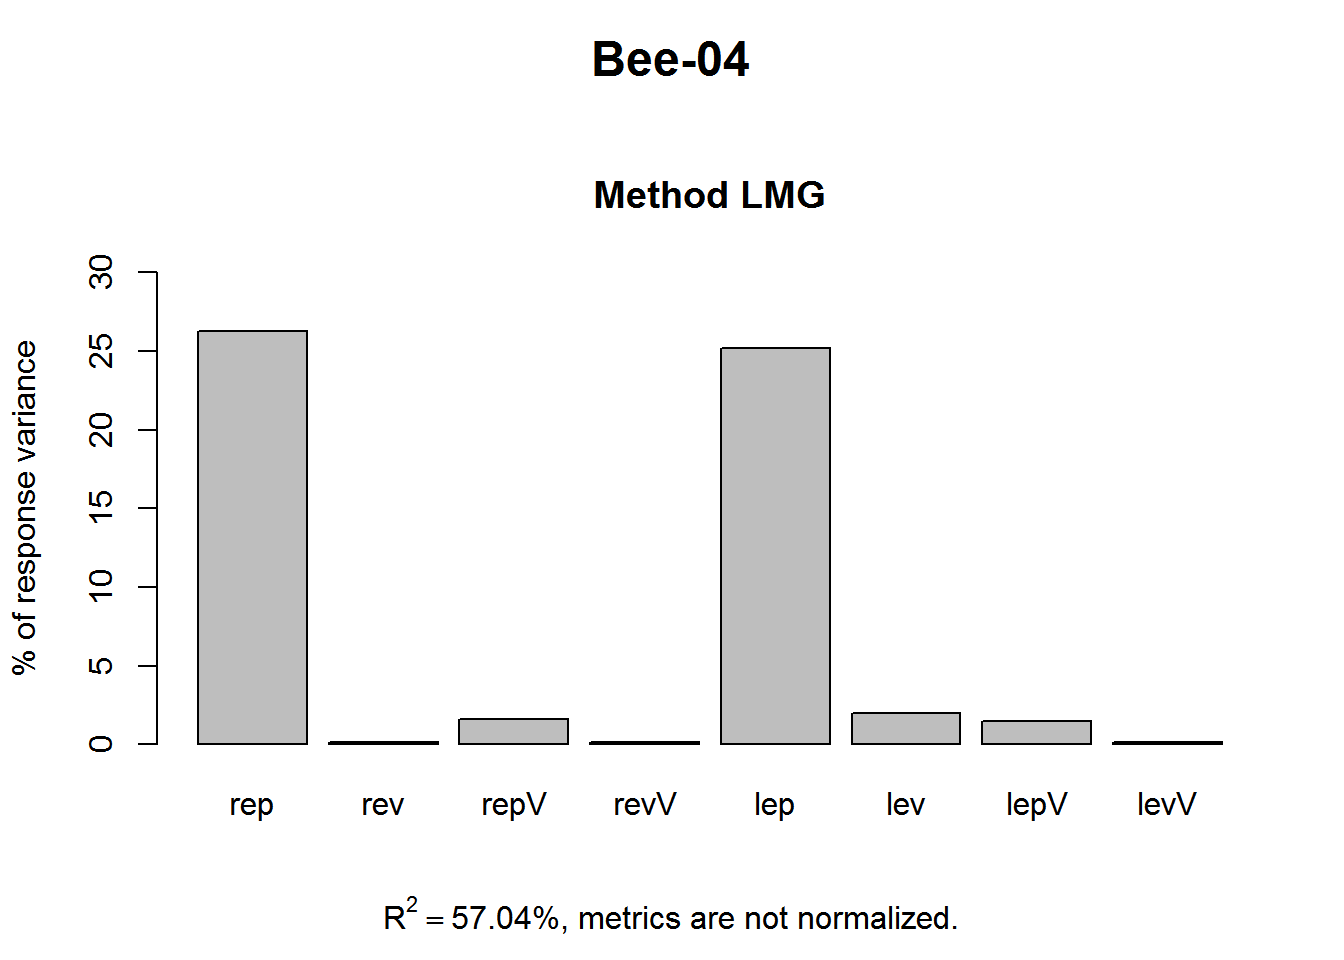 Bee-04
Method LMG
% of response variance
30
25
20
15
10
5
0
rep rev repV revV lep lev lepV levV
R² = 57.04%, metrics are not normalized.